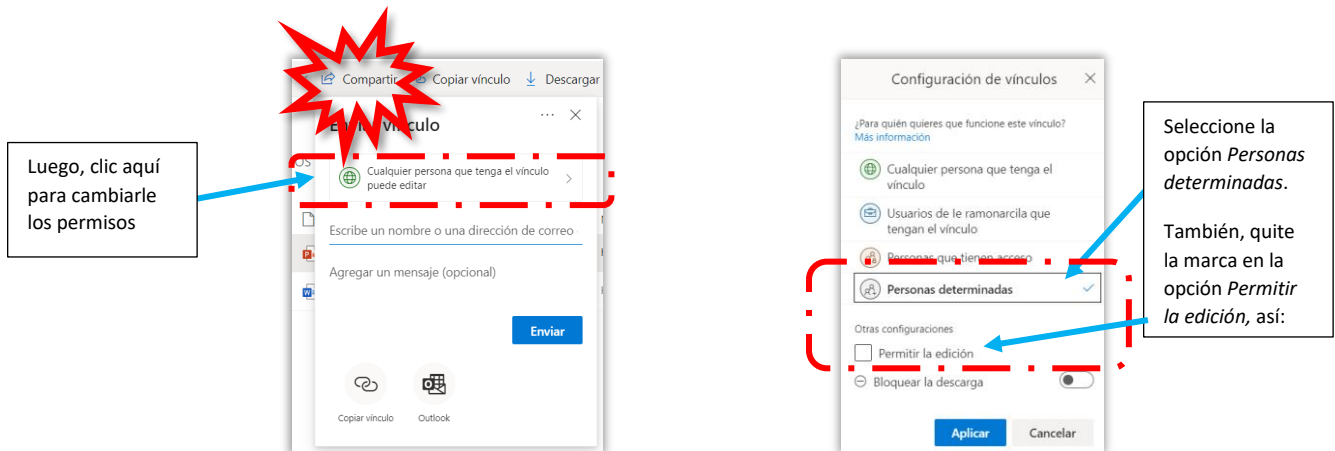 Luego, clic aquí
para cambiarle
los permisos
Compartir
Copiar vínculo
Descargar
vínculo
Cualquier persona que tenga el vínculo
puede editar
Escribe un nombre o una dirección de correo
Agregar un mensaje (opcional)
Enviar
Copiar vínculo
Outlook
Configuración de vínculos
¿Para quién quieres que funcione este vínculo?
Más información
Cualquier persona que tenga el
vínculo
Usuarios de Ie ramonarcila que
tengan el vínculo
Personas que tienen acceso
Personas determinadas
Otras configuraciones
Permitir la edición
Bloquear la descarga
Aplicar
Cancelar
Seleccione la
opción Personas
determinadas.
También, quite
la marca en la
opción Permitir
la edición, así: